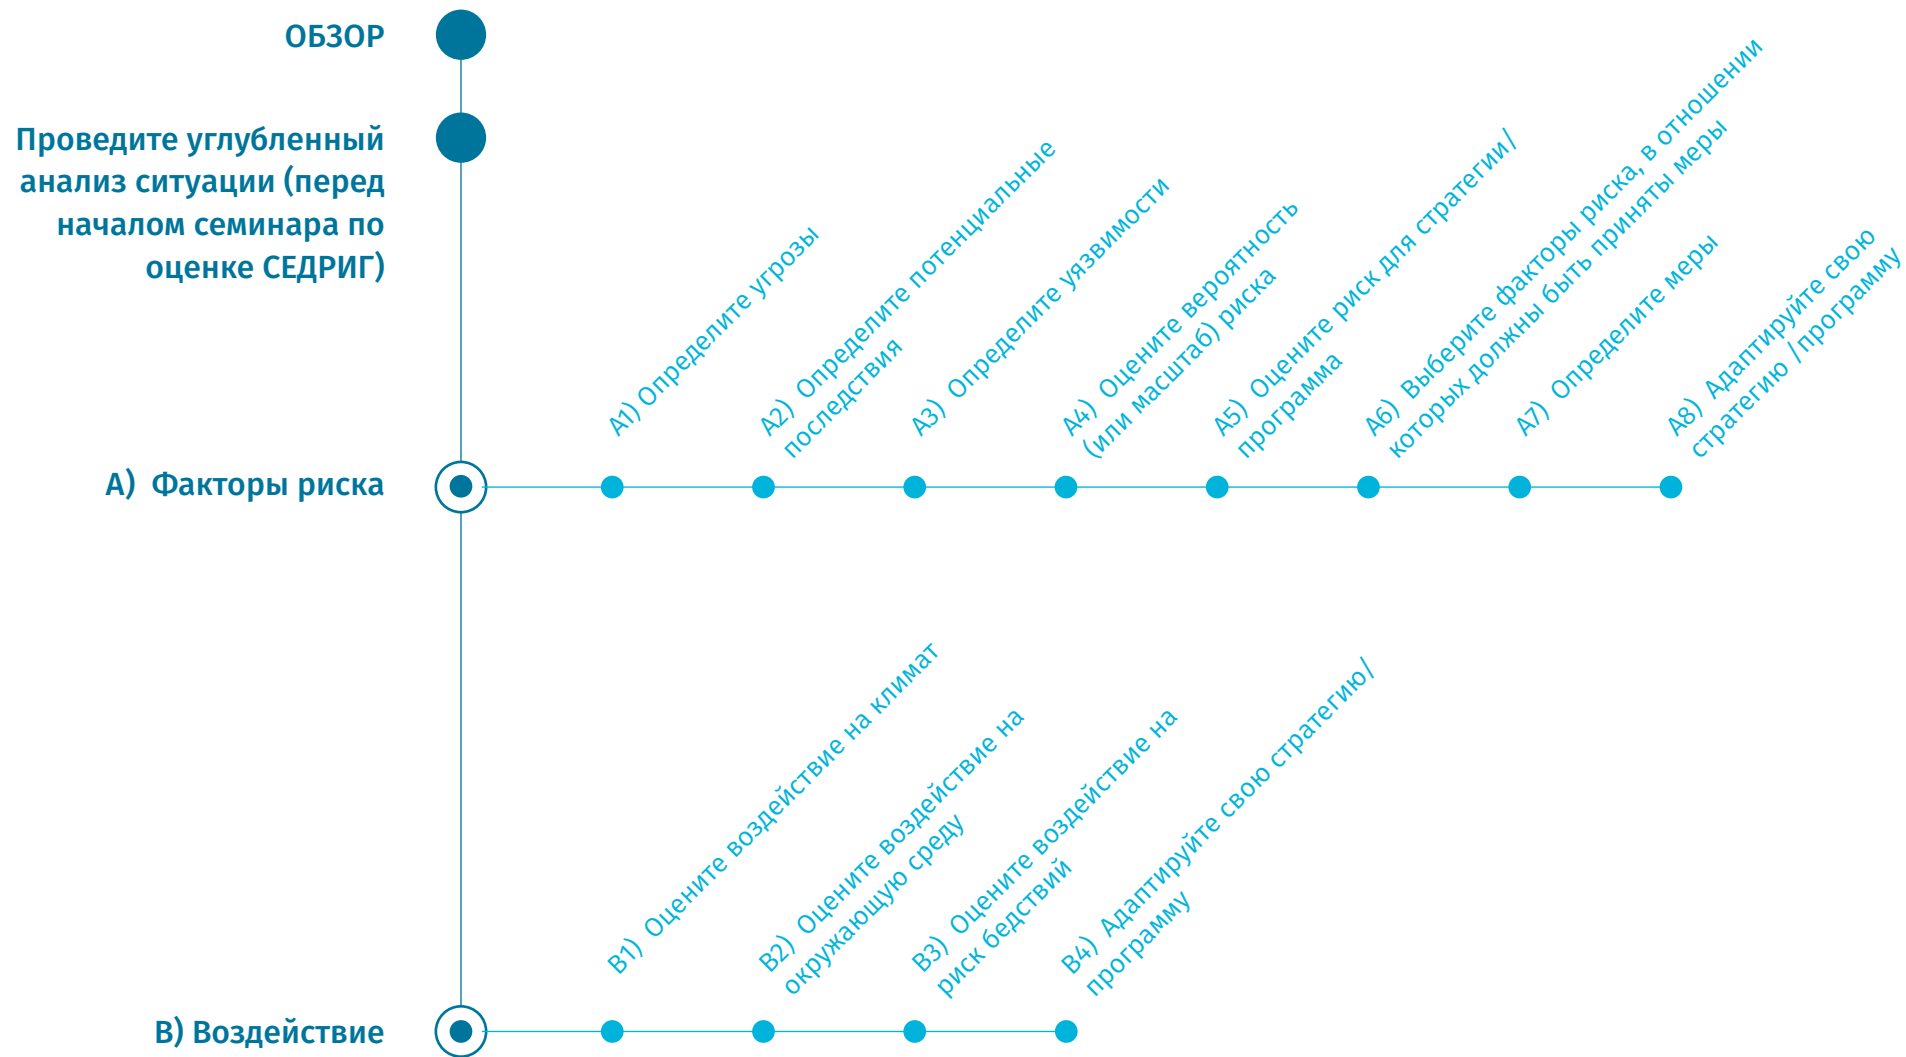 ОБЗОР
Проведите углубленный
анализ ситуации (перед
началом семинара по
оценке СЕДРИГ)
А) Факторы риска
А1) Определите угрозы
А2) Определите потенциальные
последствия
А3) Определите уязвимости
А4) Оцените вероятность
(или масштаб) риска
А5) Оцените риск для стратегии/
программа
А6) Выберите факторы риска, в отношении
которых должны быть приняты меры
А7) Определите меры
А8) Адаптируйте свою
стратегию /программу
В) Воздействие
В1) Оцените воздействие на климат
В2) Оцените воздействие на
окружающую среду
В3) Оцените воздействие на
риск бедствий
В4) Адаптируйте свою стратегию/
программу